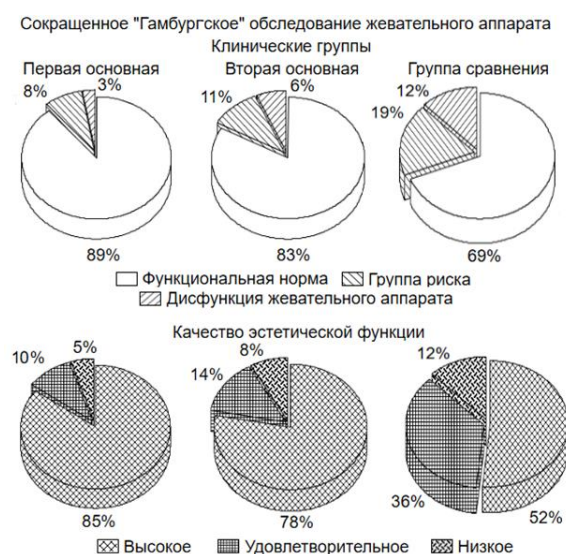 Сокращенное "Гамбургское" обследование жевательного аппарата
Клинические группы
Первая основная Вторая основная Группа сравнения
8% 3% 11% 6% 19% 12%
89% 83% 69%
Функциональная норма Группа риска
Дисфункция жевательного аппарата
Качество эстетической функции
10% 5% 14% 8% 12%
85% 78% 36% 52%
Высокое Удовлетворительное Низкое